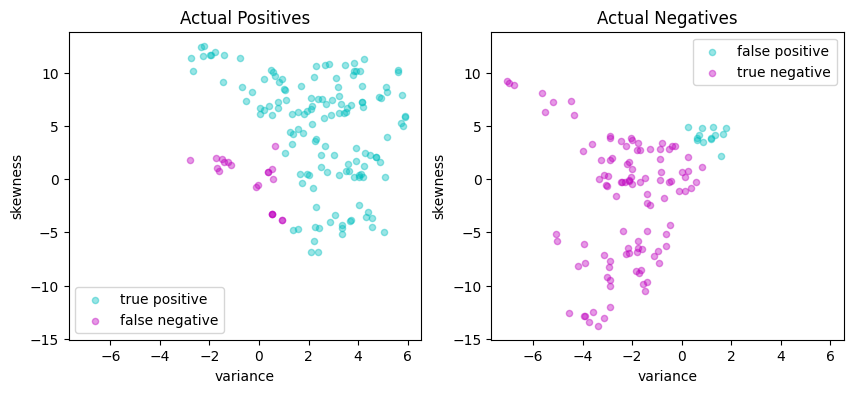 Actual Positives
skewness
10
5
0
−5
−10
−15
true positive
false negative
−6
−4
−2
0
2
4
6
variance
Actual Negatives
skewness
10
5
0
−5
−10
−15
false positive
true negative
−6
−4
−2
0
2
4
6
variance